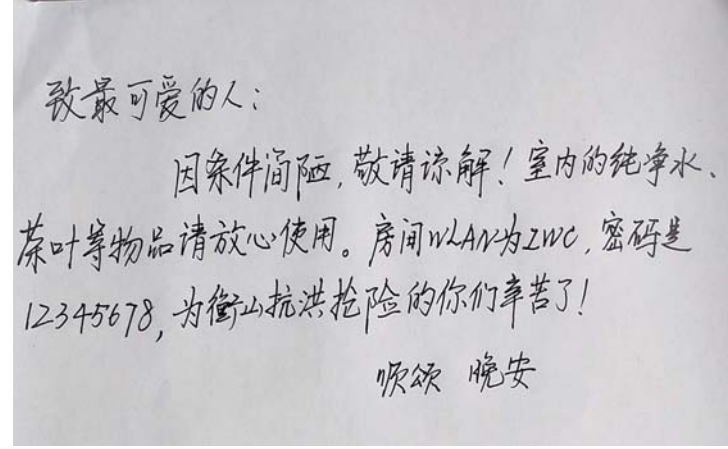 致最可爱的人:
因条件简陋,敬请谅解!室内的纯净水、
茶叶等物品请放心使用。房间WLAN为ZWC,密码是
12345678,为衡山抗洪抢险的你们辛苦了!
顺颂 晚安